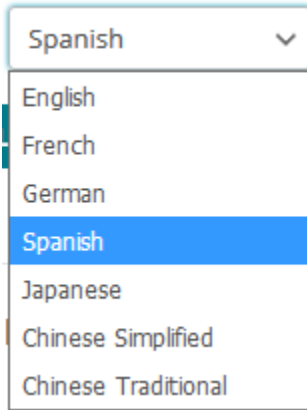 Spanish
English
French
German
Spanish
Japanese
Chinese Simplified
Chinese Traditional